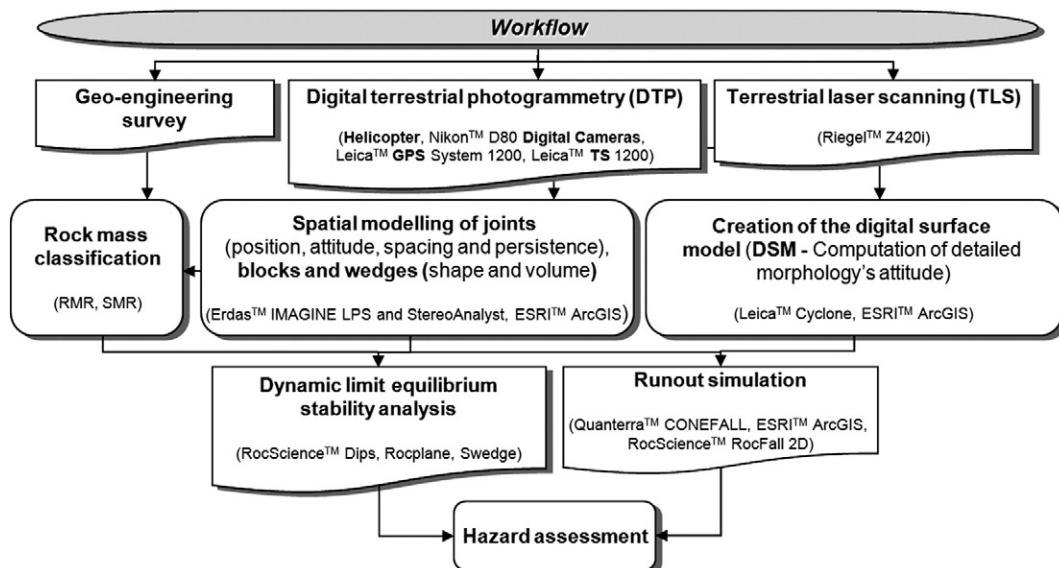 Workflow
Geo-engineering
survey
Digital terrestrial photogrammetry (DTP)
(Helicopter, Nikon™ D80 Digital Cameras,
Leica™ GPS System 1200, Leica™ TS 1200)
Terrestrial laser scanning (TLS)
(Riegel™ Z420i)
Rock mass
classification
(RMR, SMR)
Spatial modelling of joints
(position, attitude, spacing and persistence),
blocks and wedges (shape and volume)
(Erdas™ IMAGINE LPS and StereoAnalyst, ESRI™ ArcGIS)
Creation of the digital surface
model (DSM - Computation of detailed
morphology's attitude)
(Leica™ Cyclone, ESRI™ ArcGIS)
Dynamic limit equilibrium
stability analysis
(RocScience™ Dips, Rocplane, Swedge)
Runout simulation
(Quanterra™ CONEFALL, ESRI™ ArcGIS,
RocScience™ RocFall 2D)
Hazard assessment